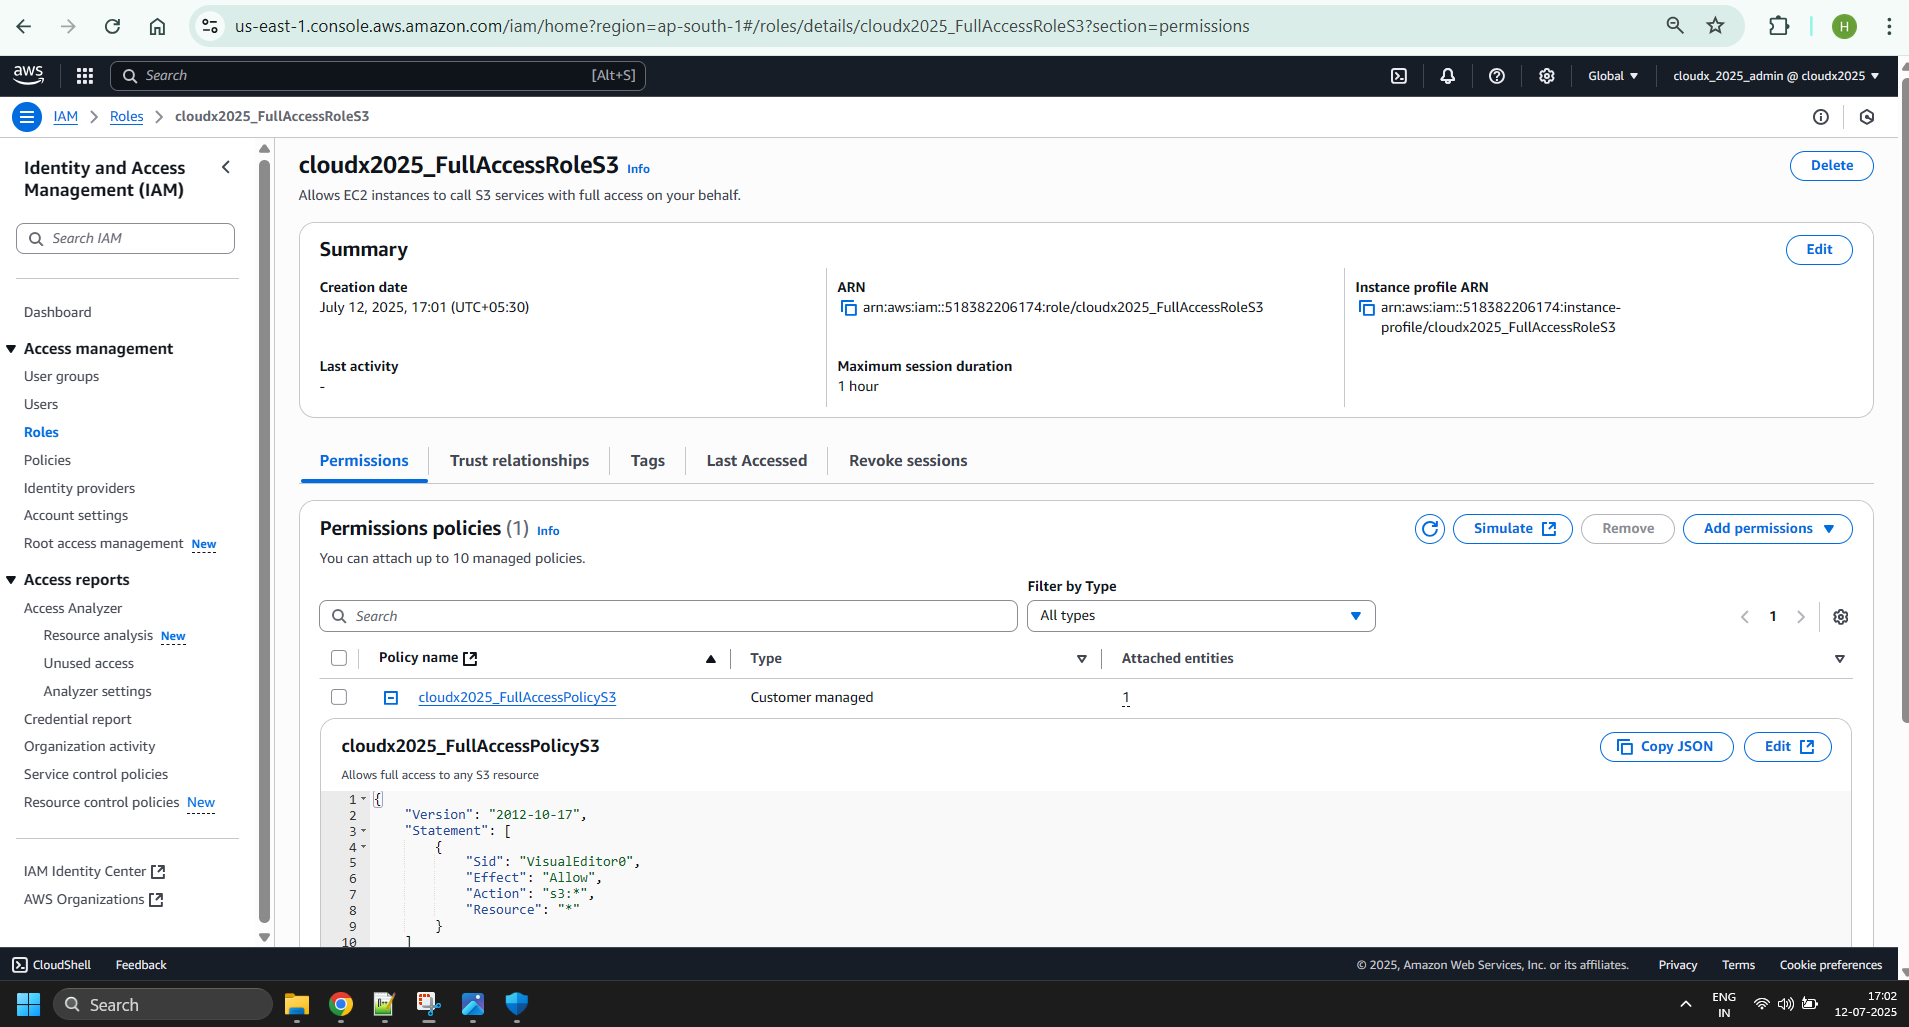 us-east-1.console.aws.amazon.com/iam/home?region=ap-south-1#/roles/details/cloudx2025_FullAccessRoleS3?section=permissions
H
aws
Search [Alt+S]
Global
cloudx_2025_admin @ cloudx2025
IAM
Roles
cloudx2025_FullAccessRoleS3
Identity and Access
Management (IAM)
Search IAM
Dashboard
Access management
User groups
Users
Roles
Policies
Identity providers
Account settings
Root access management New
Access reports
Access Analyzer
Resource analysis New
Unused access
Analyzer settings
Credential report
Organization activity
Service control policies
Resource control policies New
IAM Identity Center
AWS Organizations
cloudx2025_FullAccessRoleS3 Info
Delete
Allows EC2 instances to call S3 services with full access on your behalf.
Summary
Edit
Creation date
July 12, 2025, 17:01 (UTC+05:30)
ARN
arn:aws:iam::518382206174:role/cloudx2025_FullAccessRoleS3
Instance profile ARN
arn:aws:iam::518382206174:instance-
profile/cloudx2025_FullAccessRoleS3
Last activity
-
Maximum session duration
1 hour
Permissions
Trust relationships
Tags
Last Accessed
Revoke sessions
Permissions policies (1) Info
Simulate
Remove
Add permissions
You can attach up to 10 managed policies.
Filter by Type
Search
All types
1
Policy name
Type
Attached entities
cloudx2025_FullAccessPolicyS3
Customer managed
1
cloudx2025_FullAccessPolicyS3
Copy JSON
Edit
Allows full access to any S3 resource
1 {
2 "Version": "2012-10-17",
3 "Statement": [
4 {
5 "Sid": "VisualEditor0",
6 "Effect": "Allow",
7 "Action": "s3:*",
8 "Resource": "*"
9 }
10 ]
CloudShell
Feedback
© 2025, Amazon Web Services, Inc. or its affiliates.
Privacy
Terms
Cookie preferences
Search
ENG
IN
17:02
12-07-2025